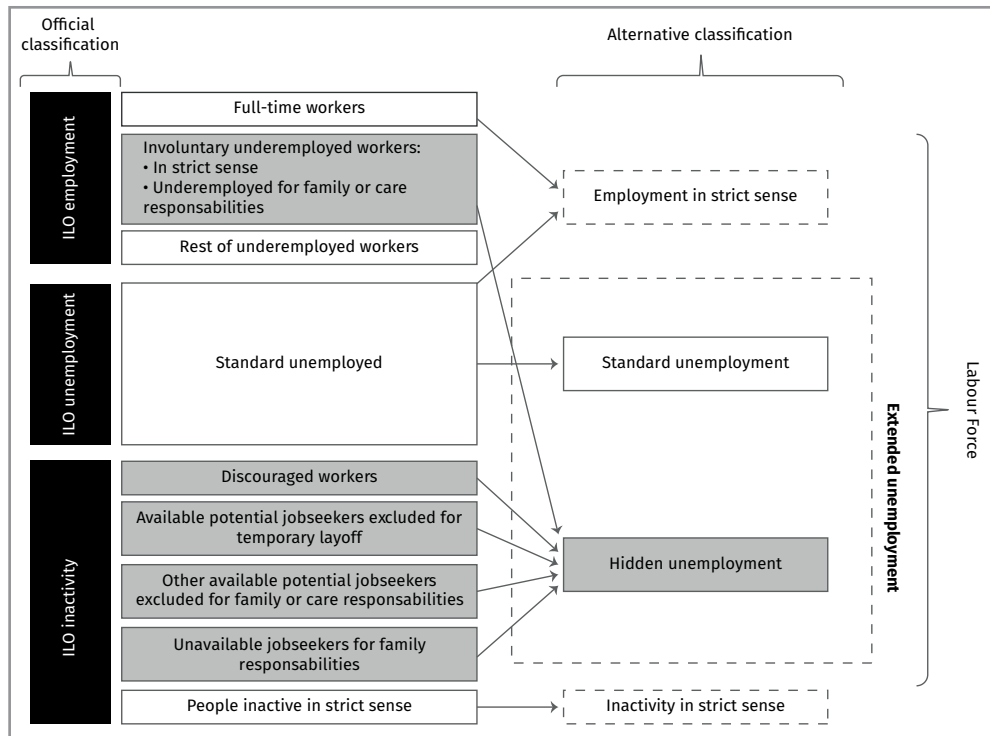 Official
classification
Alternative classification
ILO employment
Full-time workers
Involuntary underemployed workers:
• In strict sense
• Underemployed for family or care
responsabilities
Rest of underemployed workers
Employment in strict sense
ILO unemployment
Standard unemployed
Standard unemployment
ILO inactivity
Discouraged workers
Available potential jobseekers excluded for
temporary layoff
Other available potential jobseekers
excluded for family or care responsabilities
Unavailable jobseekers for family
responsabilities
People inactive in strict sense
Hidden unemployment
Inactivity in strict sense
Extended unemployment
Labour Force